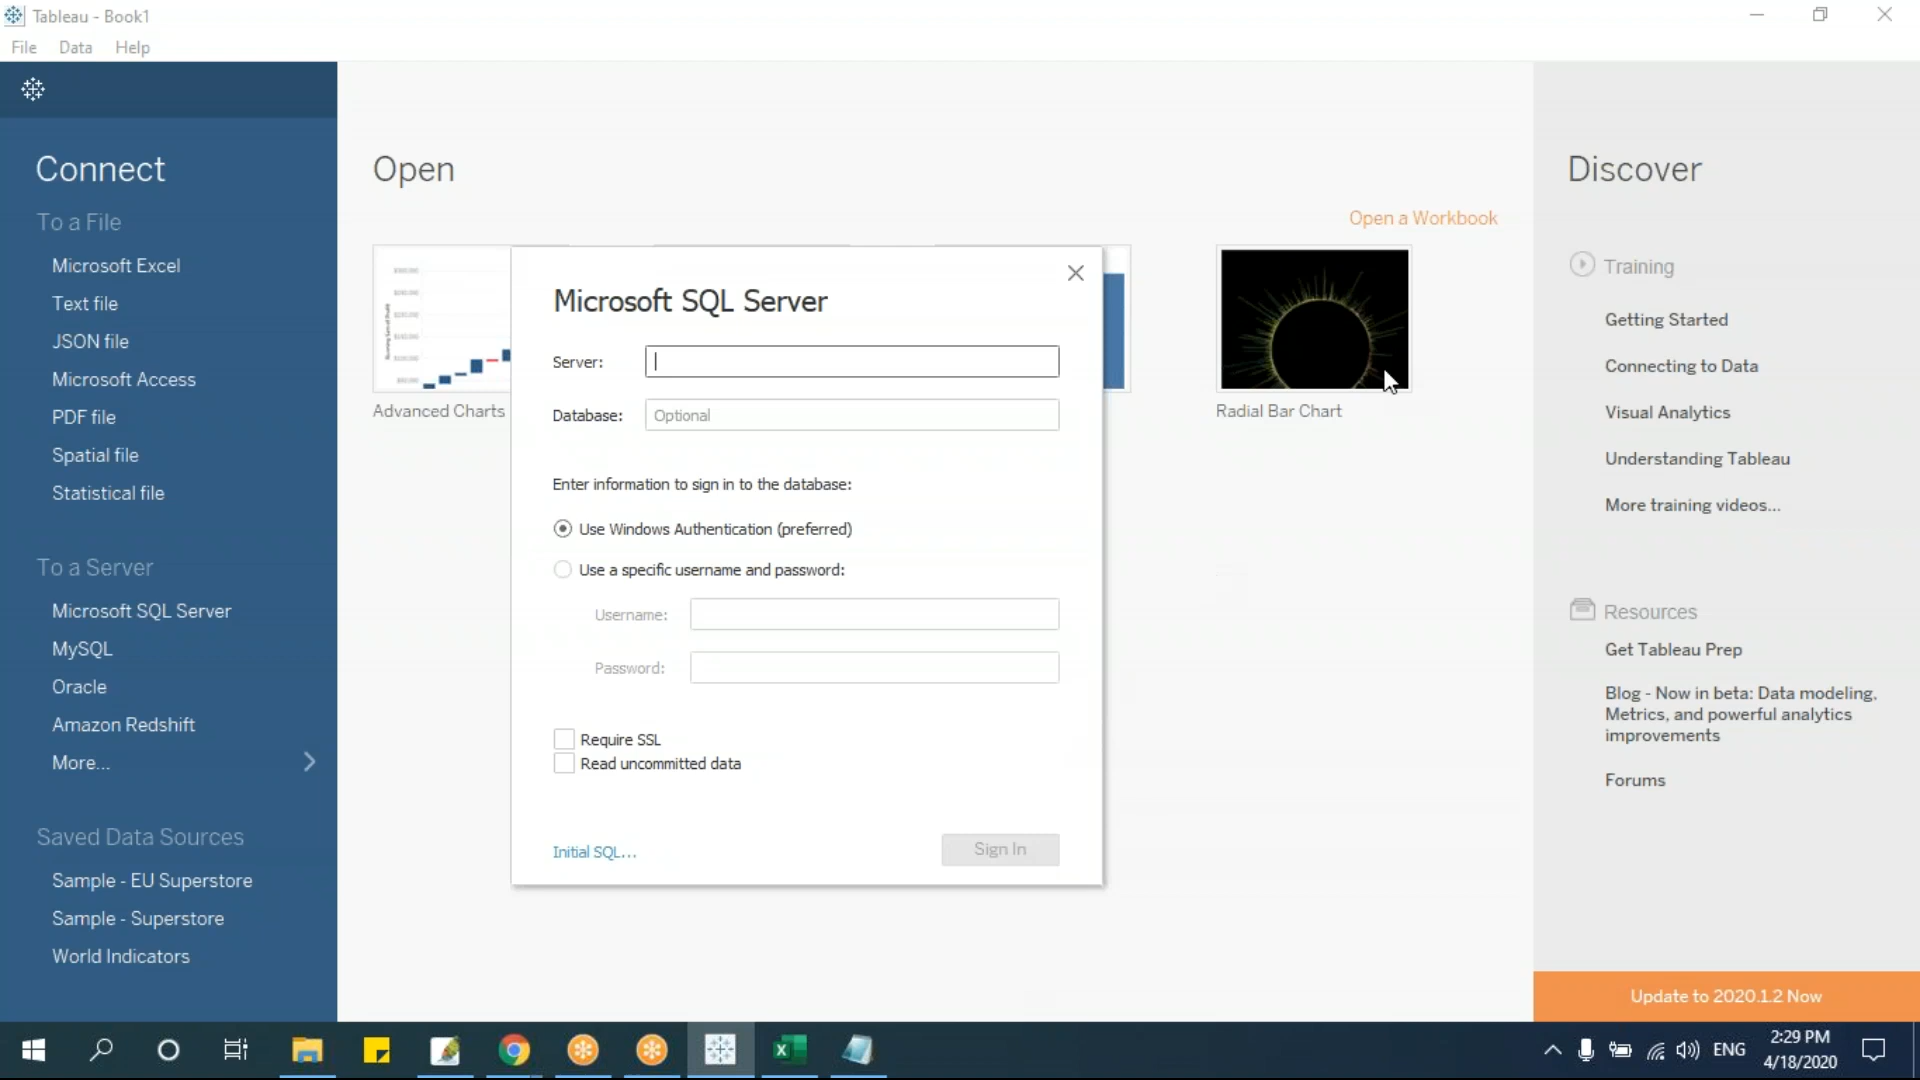 Tableau - Book1
File Data Help
Connect
To a File
Microsoft Excel
Text file
JSON file
Microsoft Access
PDF file
Spatial file
Statistical file
To a Server
Microsoft SQL Server
MySQL
Oracle
Amazon Redshift
More...
Saved Data Sources
Sample - EU Superstore
Sample - Superstore
World Indicators
Open
Open a Workbook
Advanced Charts
Radial Bar Chart
Microsoft SQL Server
Server:
Database: Optional
Enter information to sign in to the database:
Use Windows Authentication (preferred)
Use a specific username and password:
Username:
Password:
Require SSL
Read uncommitted data
Initial SQL...
Sign In
Discover
Training
Getting Started
Connecting to Data
Visual Analytics
Understanding Tableau
More training videos...
Resources
Get Tableau Prep
Blog - Now in beta: Data modeling,
Metrics, and powerful analytics
improvements
Forums
Update to 2020.1.2 Now
ENG
2:29 PM
4/18/2020